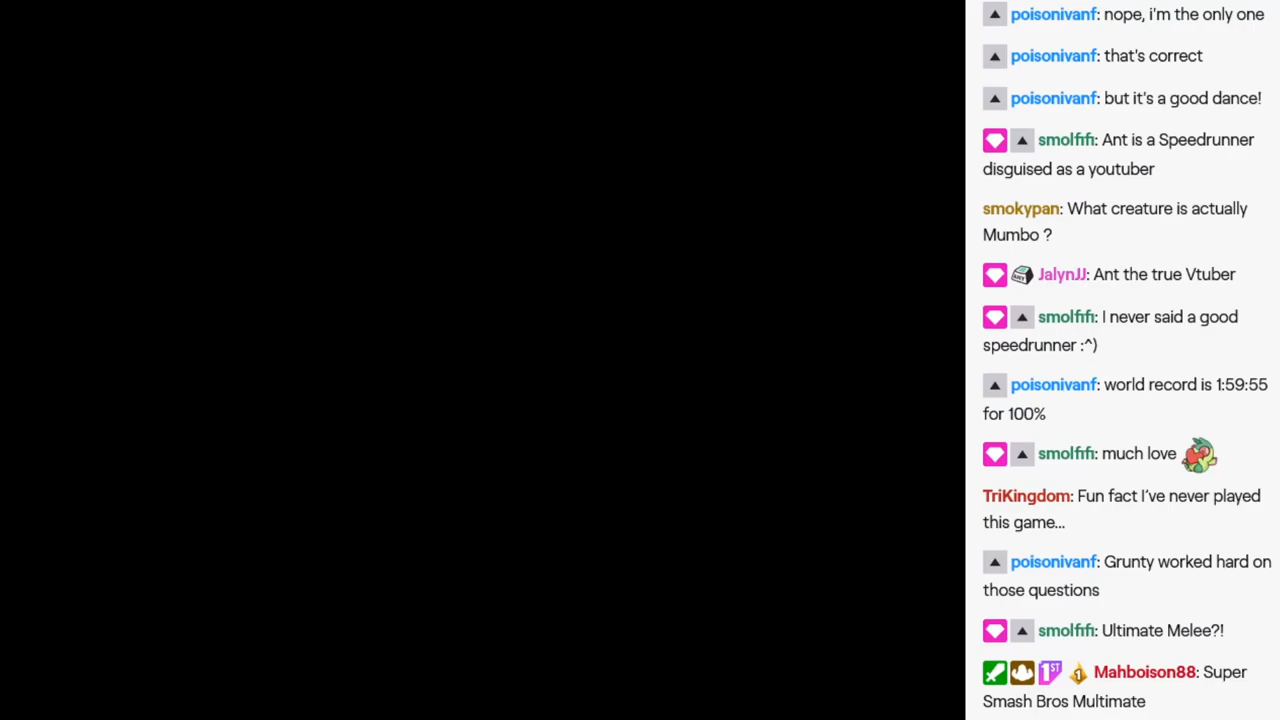 poisonivanf: nope, i'm the only one
poisonivanf: that's correct
poisonivanf: but it's a good dance!
smolfifi: Ant is a Speedrunner
disguised as a youtuber
smokypan: What creature is actually
Mumbo ?
JalynJJ: Ant the true Vtuber
smolfifi: I never said a good
speedrunner :^)
poisonivanf: world record is 1:59:55
for 100%
smolfifi: much love
TriKingdom: Fun fact I've never played
this game...
poisonivanf: Grunty worked hard on
those questions
smolfifi: Ultimate Melee?!
1ST 1 Mahboison88: Super
Smash Bros Multimate